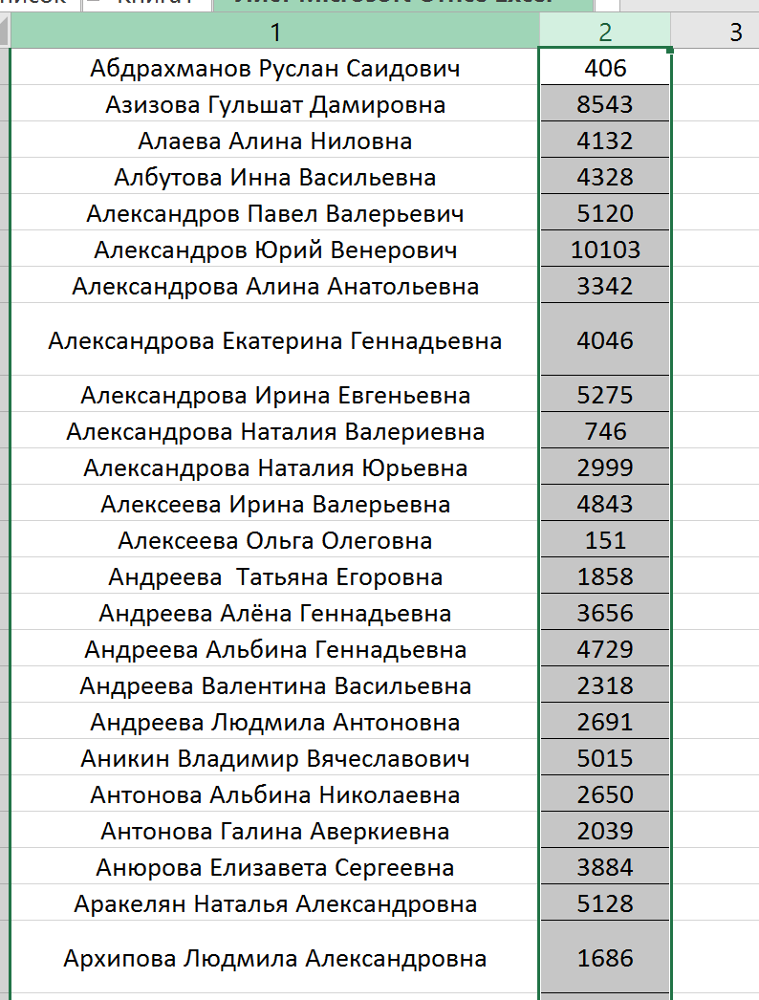 1 2 3
Абдрахманов Руслан Саидович 406
Азизова Гульшат Дамировна 8543
Алаева Алина Ниловна 4132
Албутова Инна Васильевна 4328
Александров Павел Валерьевич 5120
Александров Юрий Венерович 10103
Александрова Алина Анатольевна 3342
Александрова Екатерина Геннадьевна 4046
Александрова Ирина Евгеньевна 5275
Александрова Наталия Валериевна 746
Александрова Наталия Юрьевна 2999
Алексеева Ирина Валерьевна 4843
Алексеева Ольга Олеговна 151
Андреева  Татьяна Егоровна 1858
Андреева Алёна Геннадьевна 3656
Андреева Альбина Геннадьевна 4729
Андреева Валентина Васильевна 2318
Андреева Людмила Антоновна 2691
Аникин Владимир Вячеславович 5015
Антонова Альбина Николаевна 2650
Антонова Галина Аверкиевна 2039
Анюрова Елизавета Сергеевна 3884
Аракелян Наталья Александровна 5128
Архипова Людмила Александровна 1686